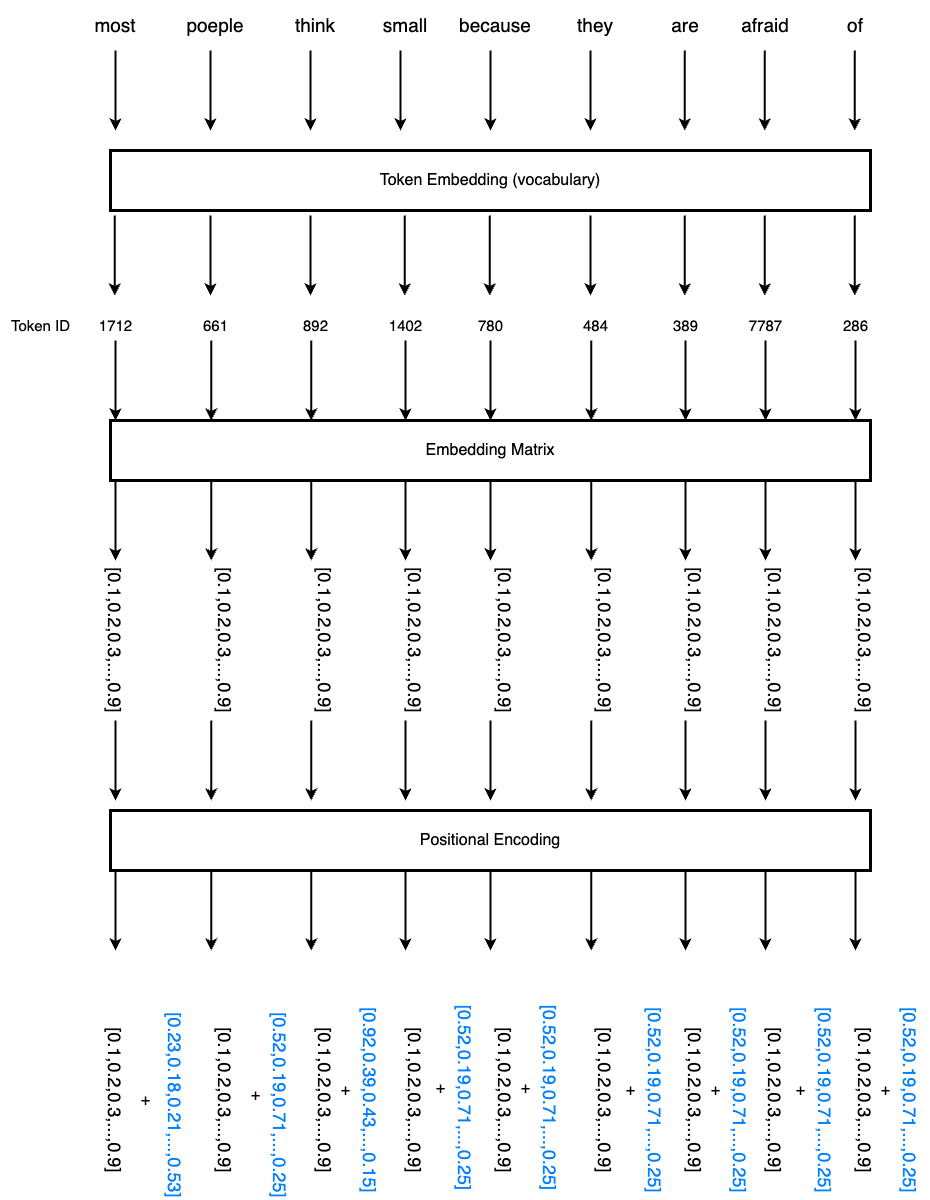 most poeple think small because they are afraid of
Token Embedding (vocabulary)
Token ID 1712 661 892 1402 780 484 389 7787 286
Embedding Matrix
[0.1,0.2,0.3,...,0.9] [0.1,0.2,0.3,...,0.9] [0.1,0.2,0.3,...,0.9] [0.1,0.2,0.3,...,0.9] [0.1,0.2,0.3,...,0.9] [0.1,0.2,0.3,...,0.9] [0.1,0.2,0.3,...,0.9] [0.1,0.2,0.3,...,0.9] [0.1,0.2,0.3,...,0.9]
Positional Encoding
[0.1,0.2,0.3,...,0.9] + [0.23,0.18,0.21,...,0.53] [0.1,0.2,0.3,...,0.9] + [0.52,0.19,0.71,...,0.25] [0.1,0.2,0.3,...,0.9] + [0.92,0.39,0.43,...,0.15] [0.1,0.2,0.3,...,0.9] + [0.52,0.19,0.71,...,0.25] [0.1,0.2,0.3,...,0.9] + [0.52,0.19,0.71,...,0.25] [0.1,0.2,0.3,...,0.9] + [0.52,0.19,0.71,...,0.25] [0.1,0.2,0.3,...,0.9] + [0.52,0.19,0.71,...,0.25] [0.1,0.2,0.3,...,0.9] + [0.52,0.19,0.71,...,0.25] [0.1,0.2,0.3,...,0.9] + [0.52,0.19,0.71,...,0.25]